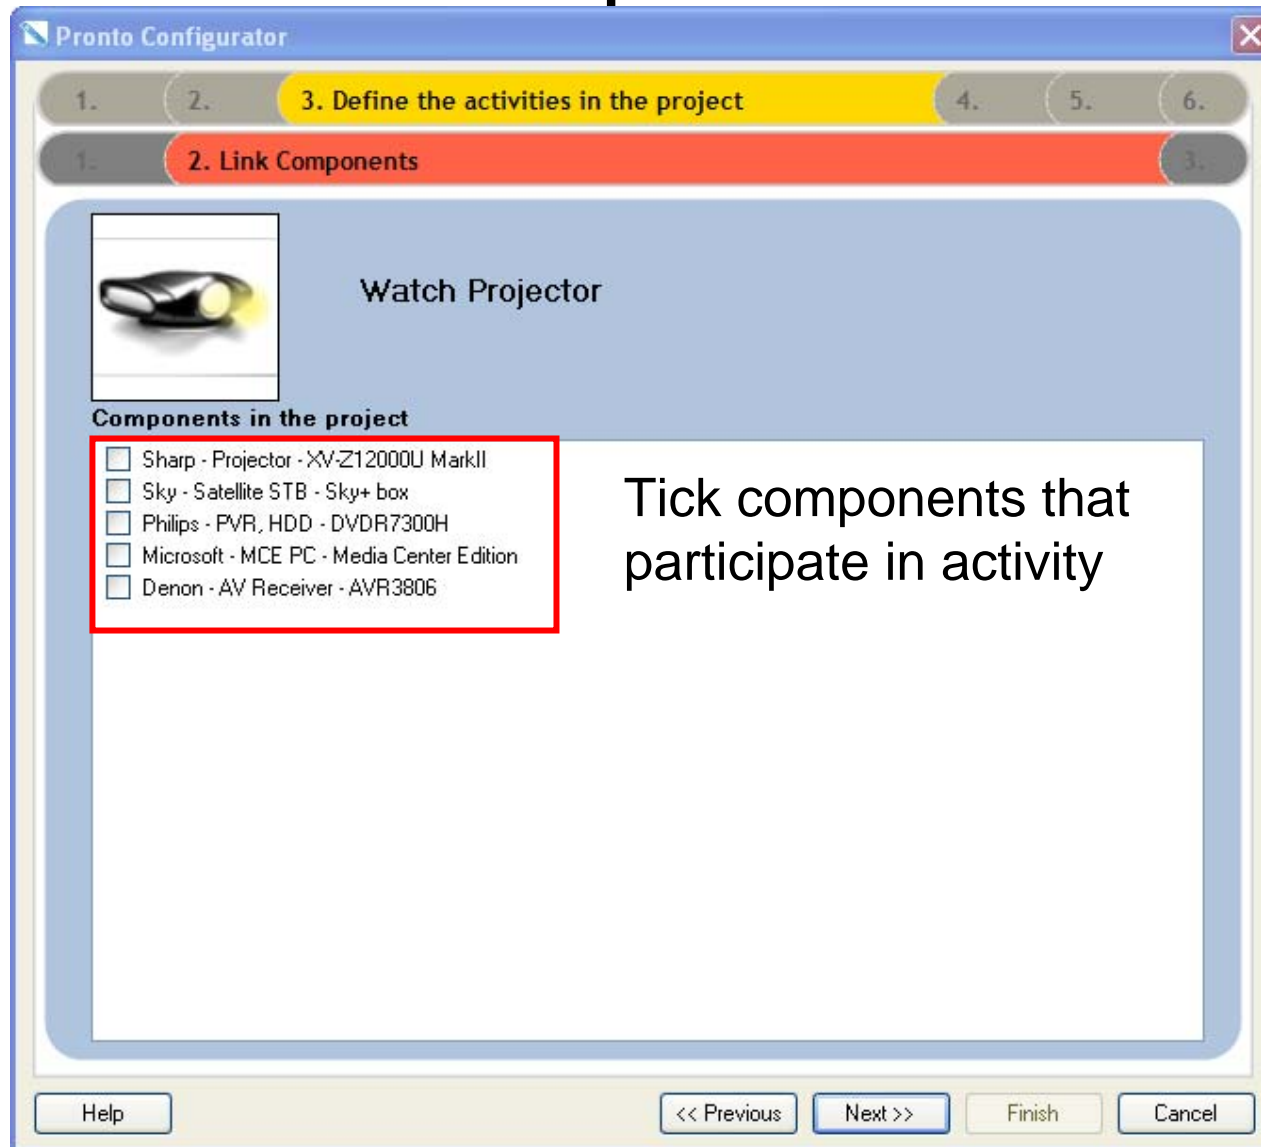 Pronto Configurator
1. 2. 3. Define the activities in the project 4. 5. 6.
1. 2. Link Components 3.
Watch Projector
Components in the project
Sharp - Projector - XV-Z12000U MarkII
Sky - Satellite STB - Sky+ box
Philips - PVR, HDD - DVDR7300H
Microsoft - MCE PC - Media Center Edition
Denon - AV Receiver - AVR3806
Tick components that
participate in activity
Help << Previous Next >> Finish Cancel